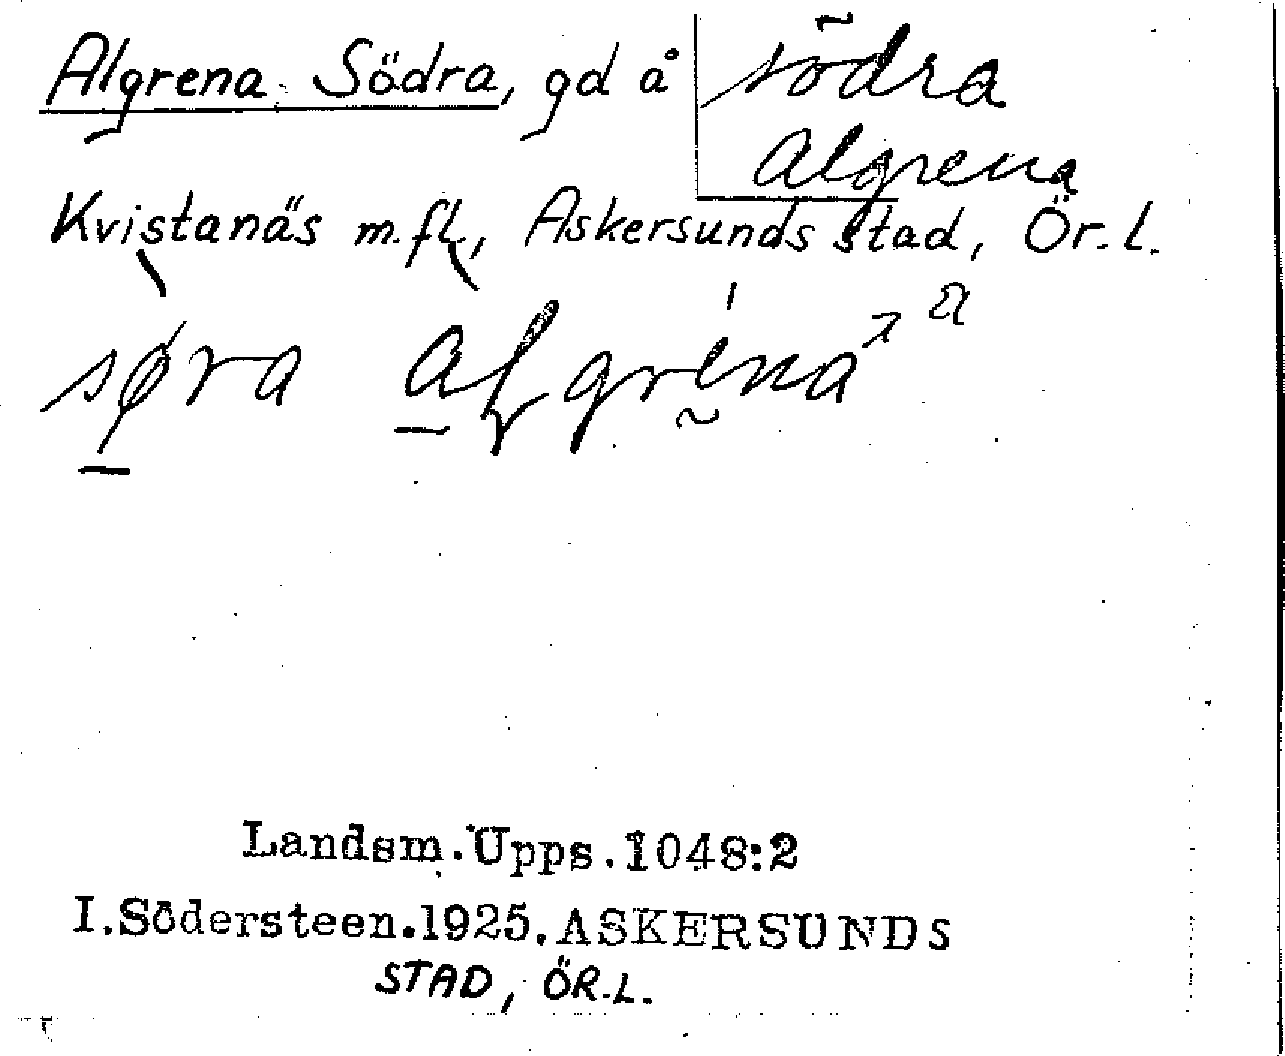 Algrena Södra, gd å
södra
Algrena
Kvistanäs m.fl., Askersunds stad, Ör. l.
søra algréna a
Landsm. Upps. 1048:2
I. Södersteen. 1925. ASKERSUNDS
STAD, ÖR. L.